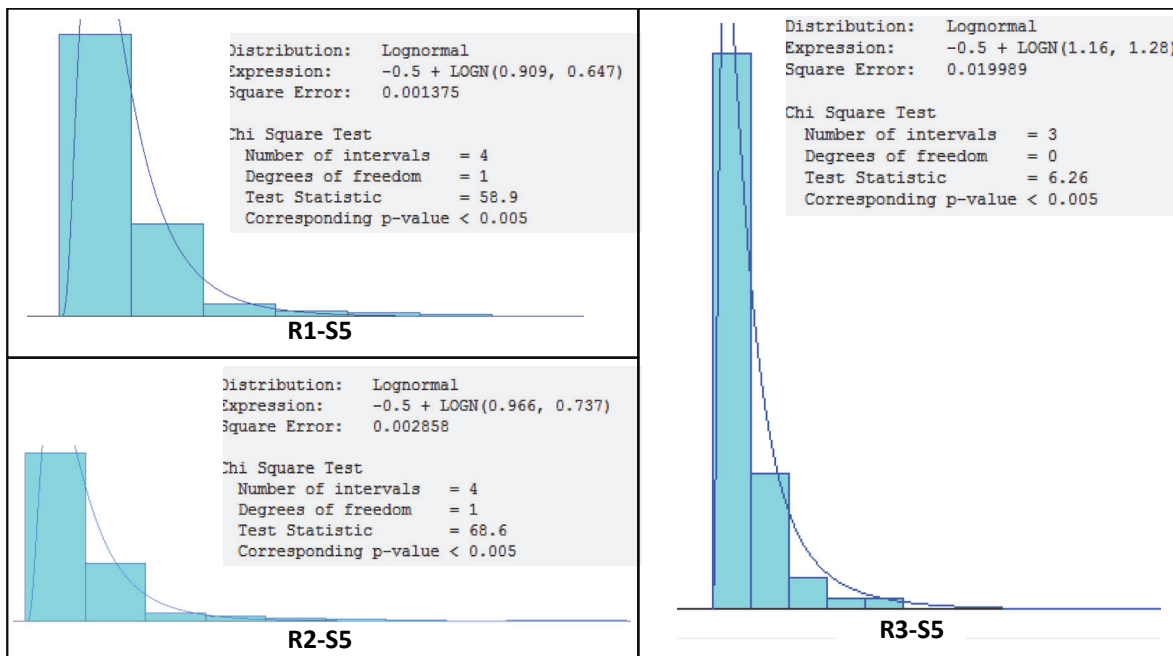 Distribution: Lognormal
Expression: -0.5 + LOGN(0.909, 0.647)
Square Error: 0.001375
Chi Square Test
Number of intervals = 4
Degrees of freedom = 1
Test Statistic = 58.9
Corresponding p-value < 0.005
R1-S5
Distribution: Lognormal
Expression: -0.5 + LOGN(0.966, 0.737)
Square Error: 0.002858
Chi Square Test
Number of intervals = 4
Degrees of freedom = 1
Test Statistic = 68.6
Corresponding p-value < 0.005
R2-S5
Distribution: Lognormal
Expression: -0.5 + LOGN(1.16, 1.28)
Square Error: 0.019989
Chi Square Test
Number of intervals = 3
Degrees of freedom = 0
Test Statistic = 6.26
Corresponding p-value < 0.005
R3-S5